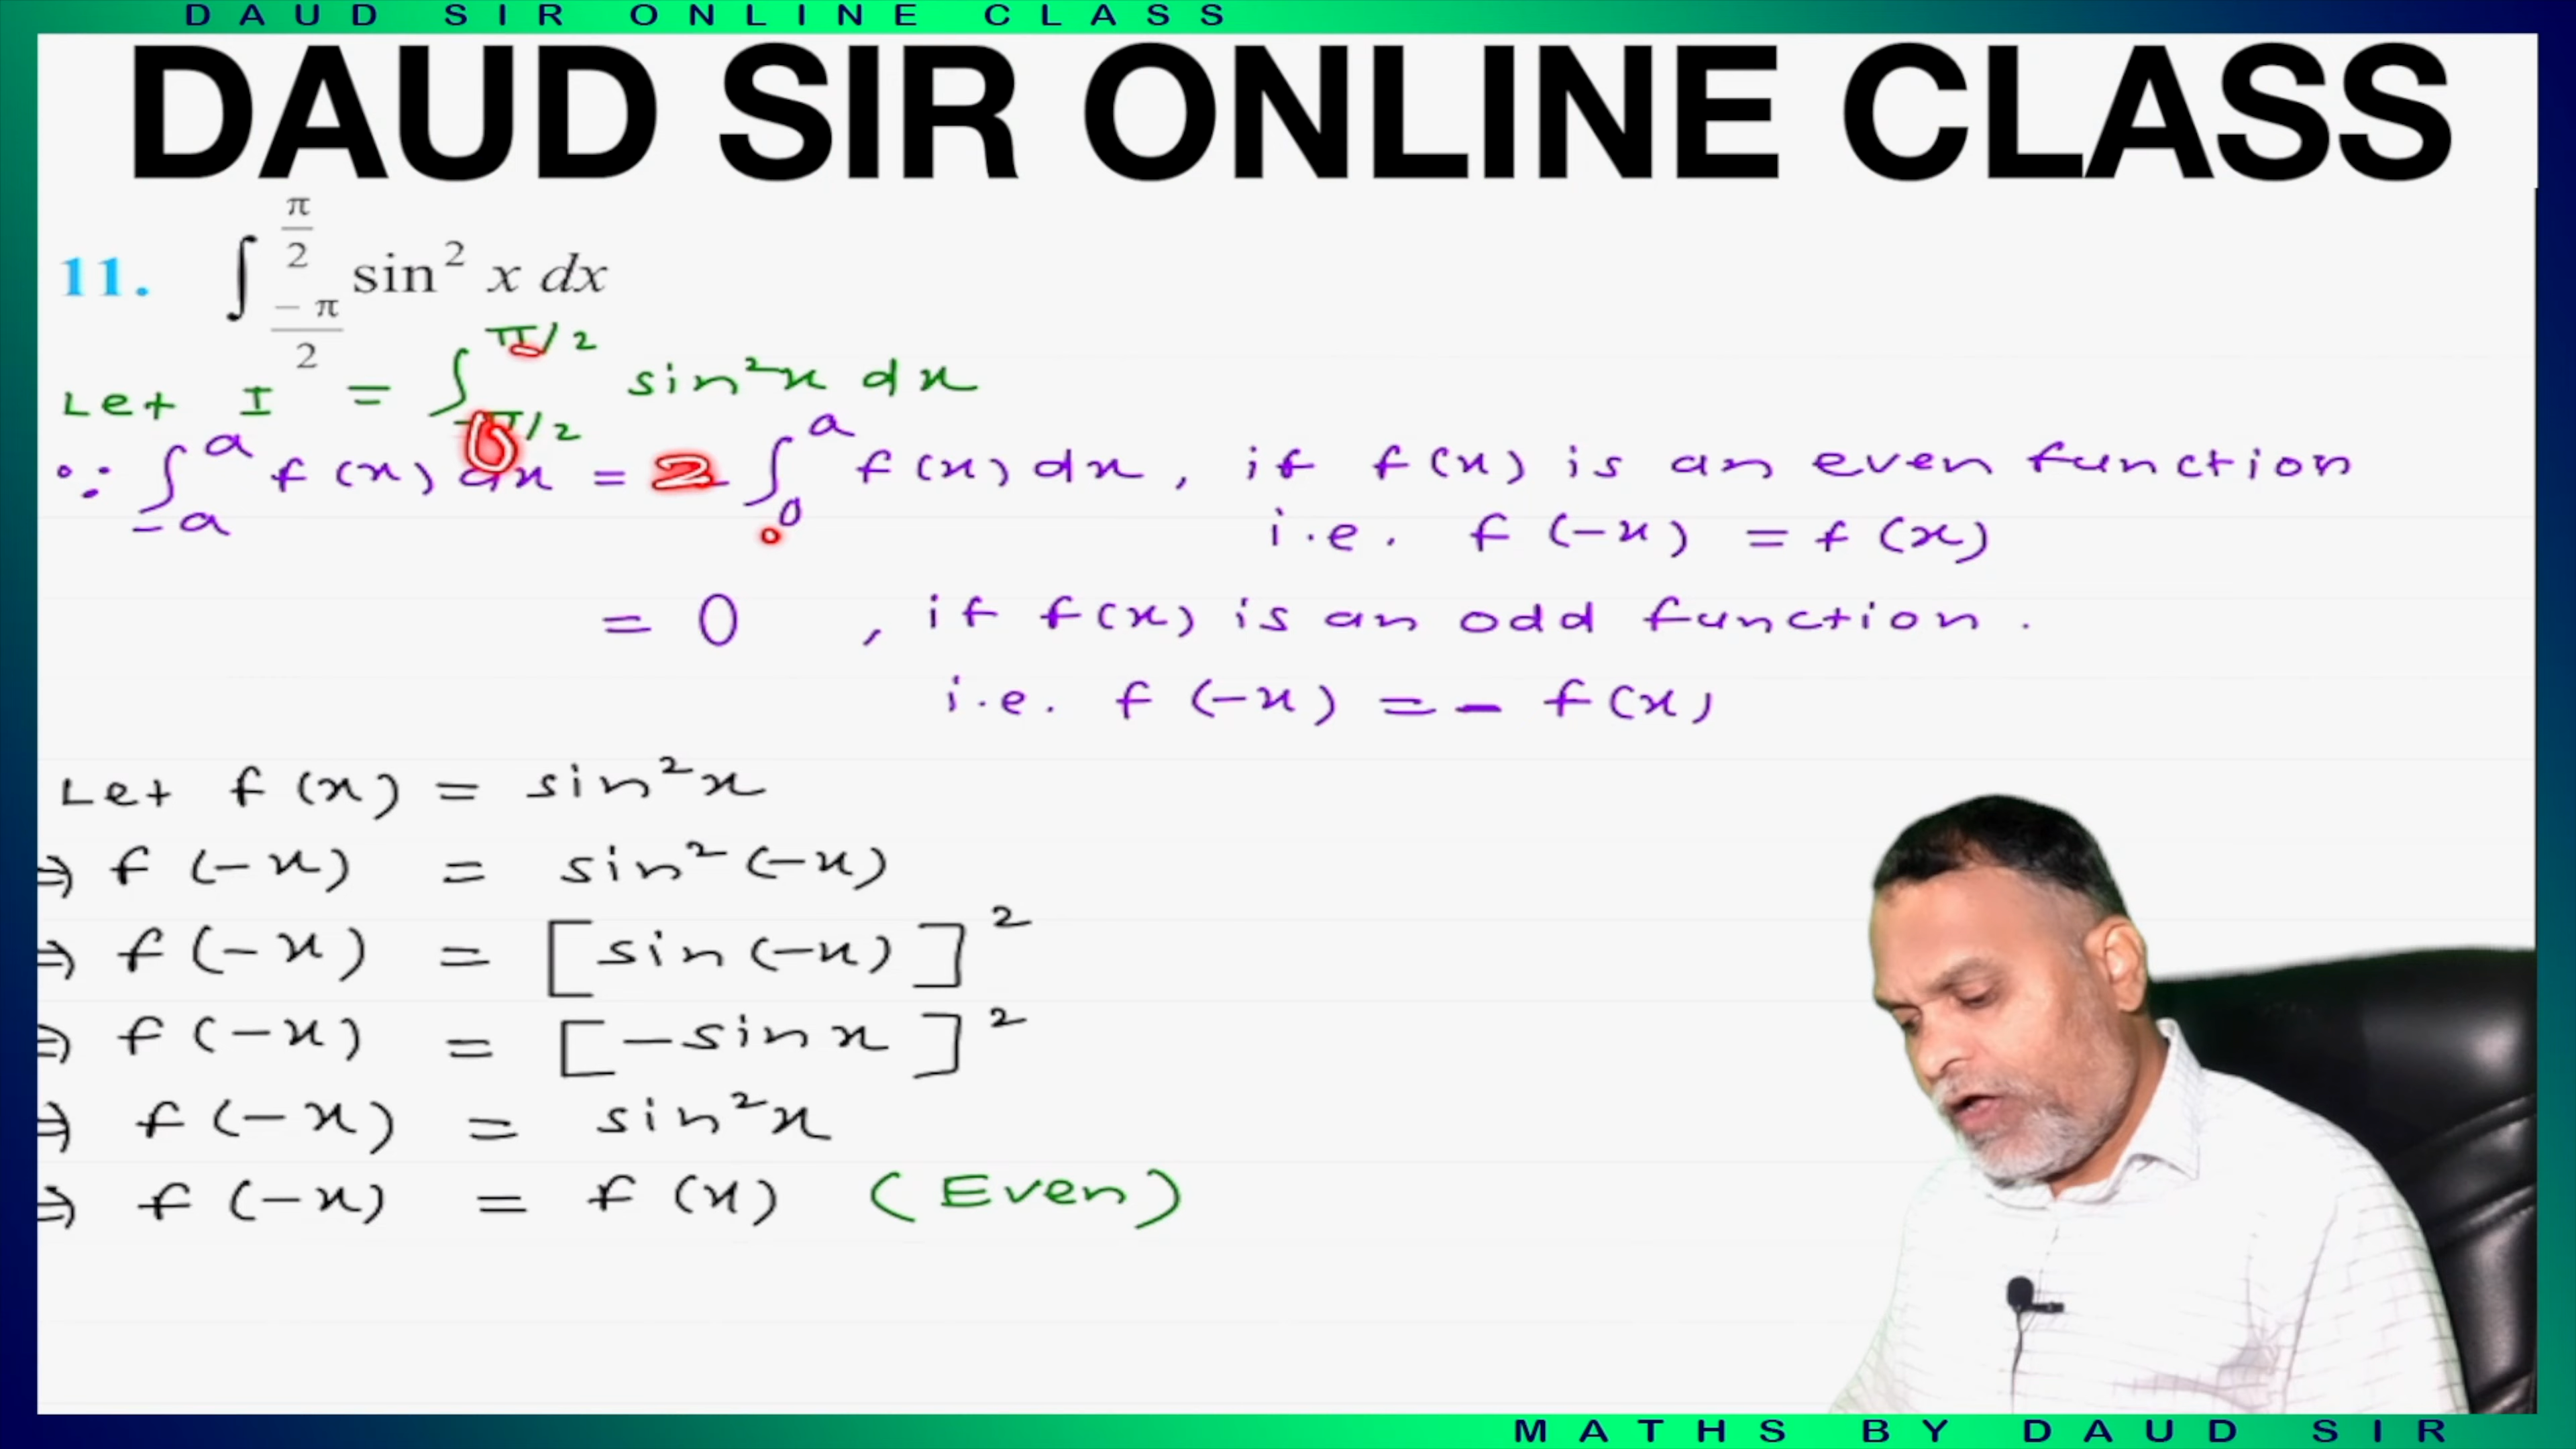 DAUD SIR ONLINE CLASS
DAUD SIR ONLINE CLASS
11. ∫_{-π/2}^{π/2} sin² x dx
Let I = ∫_{-π/2}^{π/2} sin²x dx
∵ ∫_{-a}^{a} f(x) dx = 2 ∫_{0}^{a} f(x) dx, if f(x) is an even function
i.e. f(-x) = f(x)
= 0 , if f(x) is an odd function.
i.e. f(-x) = - f(x)
Let f(x) = sin²x
⇒ f(-x) = sin²(-x)
⇒ f(-x) = [sin(-x)]²
⇒ f(-x) = [-sin x]²
⇒ f(-x) = sin²x
⇒ f(-x) = f(x) (Even)
MATHS BY DAUD SIR